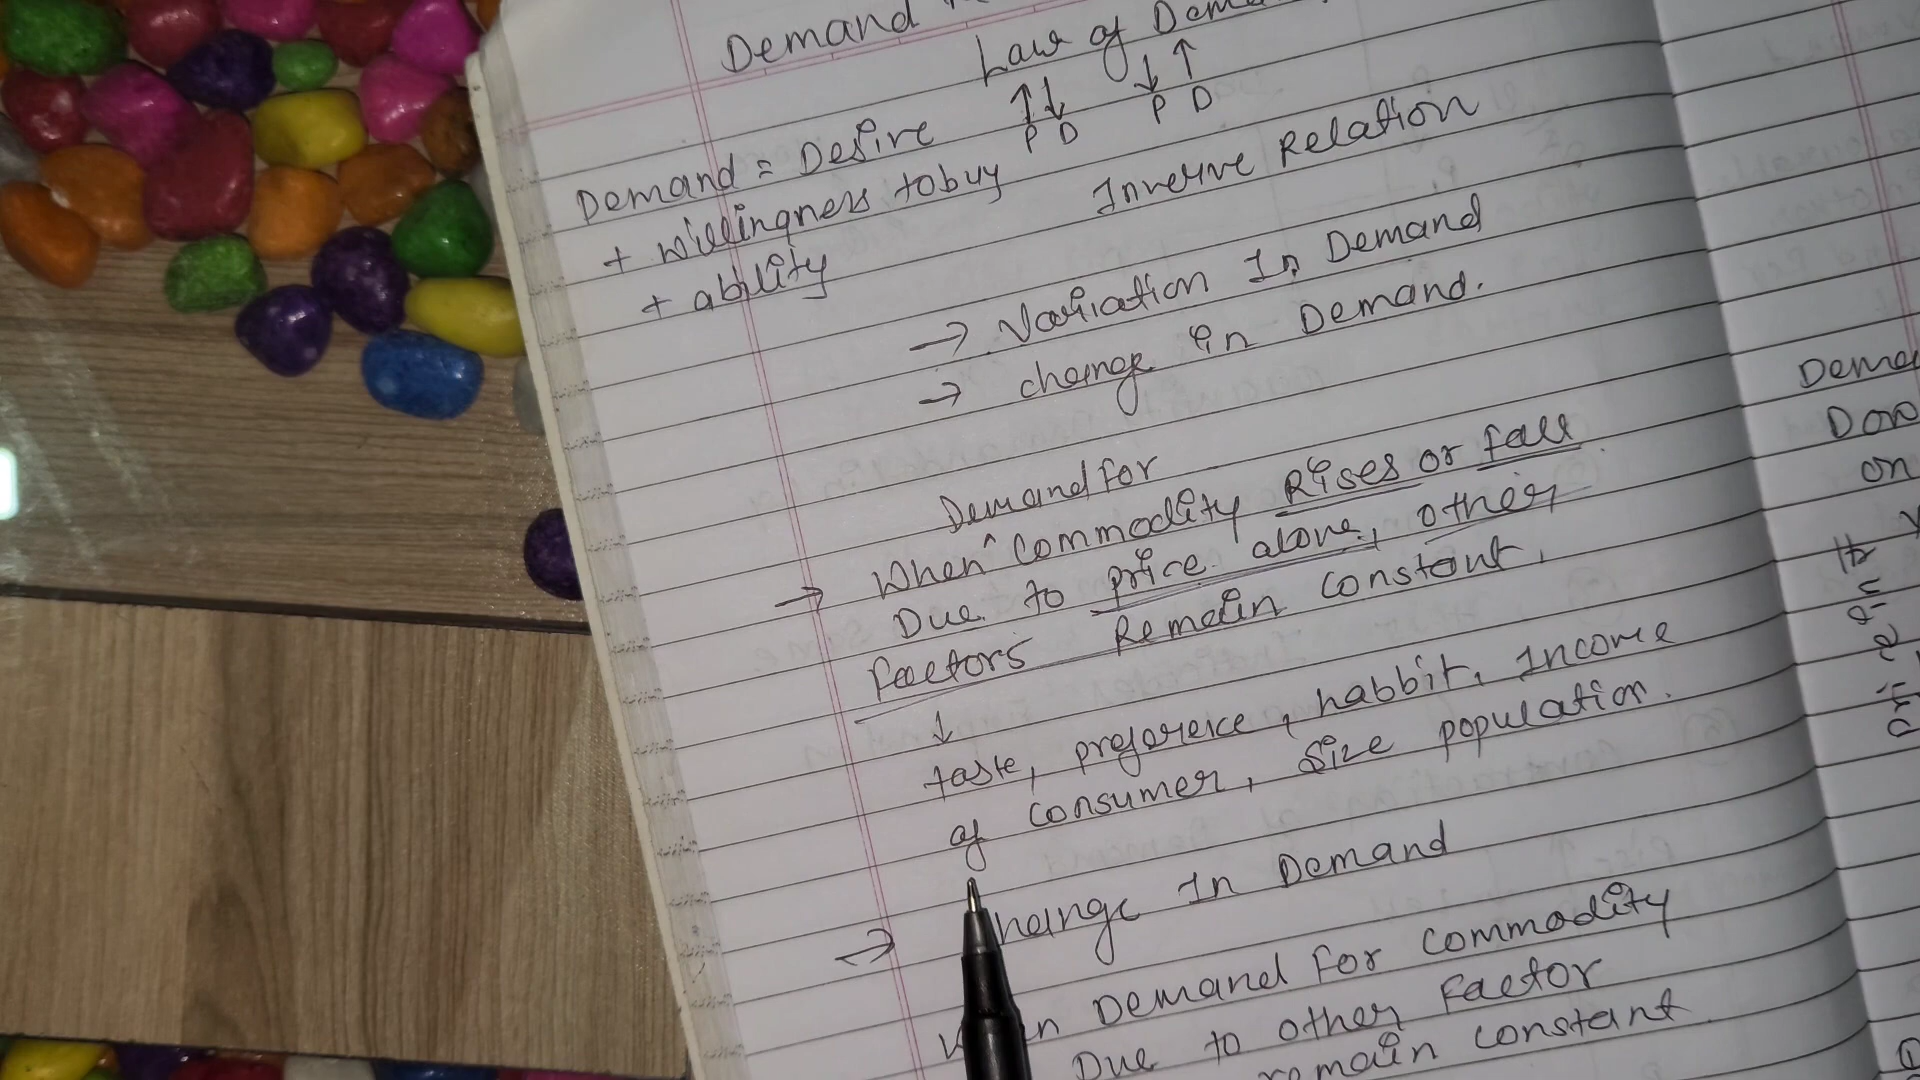 Demand
Law of
↑↓ ↓↑
P D P D
Demand = Desire
+ willingness to buy
+ ability
Inverse Relation
→ Variation In Demand
→ change in Demand.
Demand for
→ When ^ Commodity Rises or fall
Due to price alone, other
factors Remain constant,
↓
taste, preference, habbit, Income
of consumer, Size population.
→ hange In Demand
n Demand For commodity
Due to other factor
remain constant
on